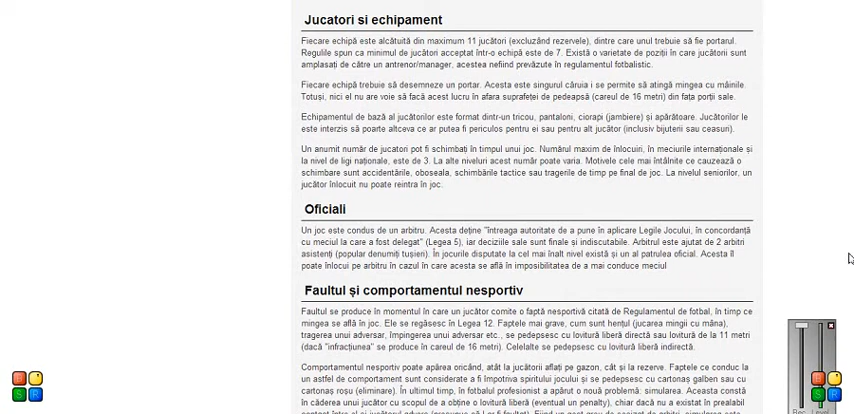 Jucatori si echipament
Fiecare echipă este alcătuită din maximum 11 jucători (excluzând rezervele), dintre care unul trebuie să fie portarul.
Regulile spun ca minimul de jucători acceptat într-o echipă este de 7. Există o varietate de poziții în care jucătorii sunt
amplasați de către un antrenor/manager, acestea nefiind prevăzute în regulamentul fotbalistic.
Fiecare echipă trebuie să desemneze un portar. Acesta este singurul căruia i se permite să atingă mingea cu mâinile.
Totuși, nici el nu are voie să facă acest lucru în afara suprafeței de pedeapsă (careul de 16 metri) din fața porții sale.
Echipamentul de bază al jucătorilor este format dintr-un tricou, pantaloni, ciorapi (jambiere) și apărătoare. Jucătorilor le
este interzis să poarte altceva ce ar putea fi periculos pentru ei sau pentru alt jucător (inclusiv bijuterii sau ceasuri).
Un anumit număr de jucatori pot fi schimbați în timpul unui joc. Numărul maxim de înlocuiri, în meciurile internaționale și
la nivel de ligi naționale, este de 3. La alte niveluri acest număr poate varia. Motivele cele mai întâlnite ce cauzează o
schimbare sunt accidentările, oboseala, schimbările tactice sau tragerile de timp pe final de joc. La nivelul seniorilor, un
jucător înlocuit nu poate reintra în joc.
Oficiali
Un joc este condus de un arbitru. Acesta deține "întreaga autoritate de a pune în aplicare Legile Jocului, în concordanță
cu meciul la care a fost delegat" (Legea 5), iar deciziile sale sunt finale și indiscutabile. Arbitrul este ajutat de 2 arbitri
asistenți (popular denumiți tușieri). În jocurile disputate la cel mai înalt nivel există și un al patrulea oficial. Acesta îl
poate înlocui pe arbitru în cazul în care acesta se află în imposibilitatea de a mai conduce meciul
Faultul și comportamentul nesportiv
Faultul se produce în momentul în care un jucător comite o faptă nesportivă citată de Regulamentul de fotbal, în timp ce
mingea se află în joc. Ele se regăsesc în Legea 12. Faptele mai grave, cum sunt hențul (jucarea mingii cu mâna),
tragerea unui adversar, împingerea unui adversar etc., se pedepsesc cu lovitură liberă directă sau lovitură de la 11 metri
(dacă "infracțiunea" se produce în careul de 16 metri). Celelalte se pedepsesc cu lovitură liberă indirectă.
Comportamentul nesportiv poate apărea oricând, atât la jucătorii aflați pe gazon, cât și la rezerve. Faptele ce conduc la
un astfel de comportament sunt considerate a fi împotriva spiritului jocului și se pedepsesc cu cartonaș galben sau cu
cartonaș roșu (eliminare). În ultimul timp, în fotbalul profesionist a apărut o nouă problemă: simularea. Aceasta constă
în căderea unui jucător cu scopul de a obține o lovitură liberă (eventual un penalty), chiar dacă nu a existat în prealabil
B
S R
B
S R
Rec Level